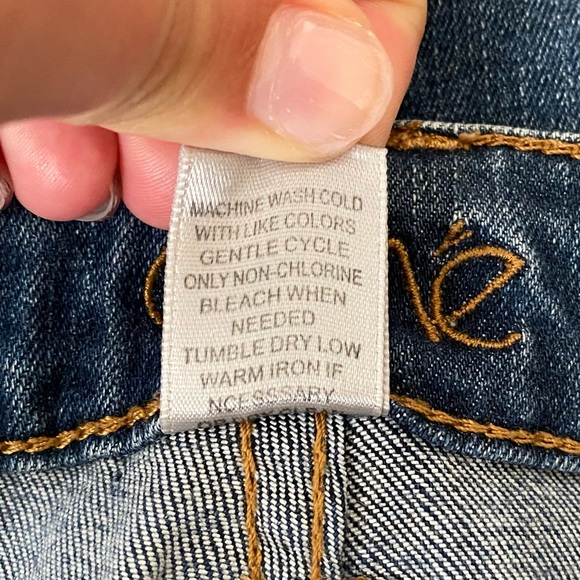 MACHINE WASH COLD
WITH LIKE COLORS
GENTLE CYCLE
ONLY NON-CHLORINE
BLEACH WHEN
NEEDED
TUMBLE DRY LOW
WARM IRON IF
NCESSSARY